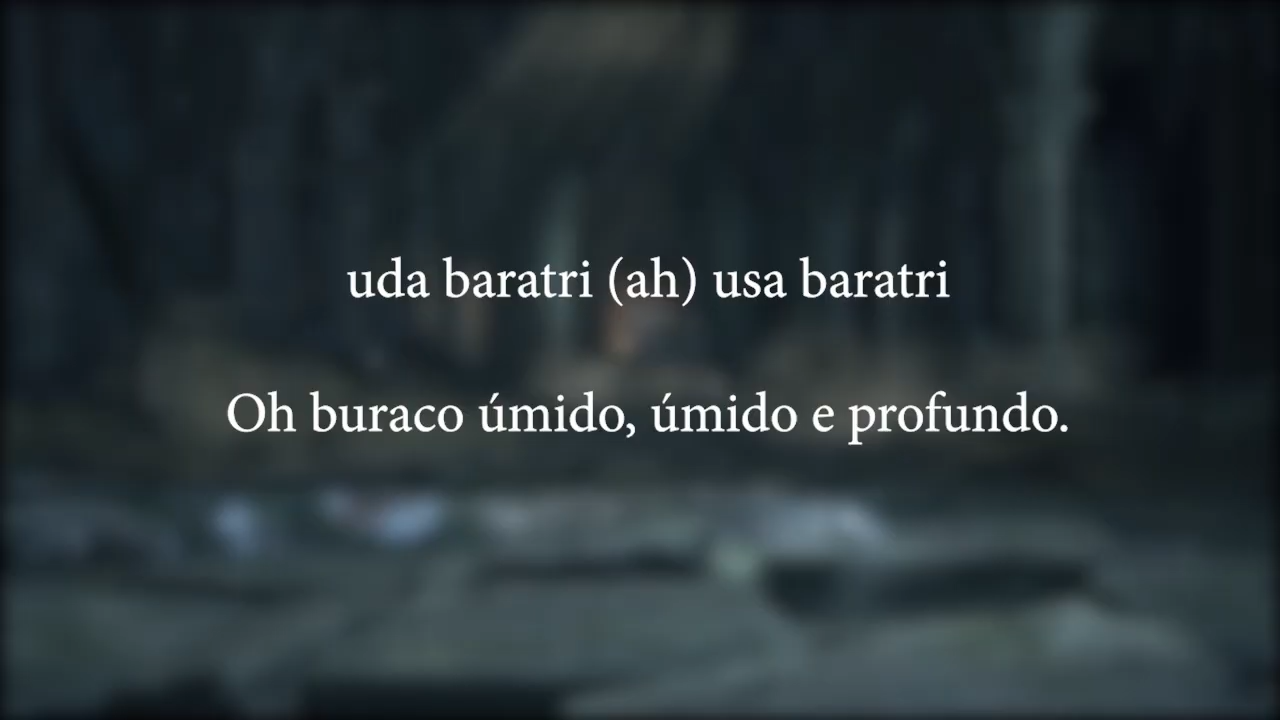 uda baratri (ah) usa baratri
Oh buraco úmido, úmido e profundo.